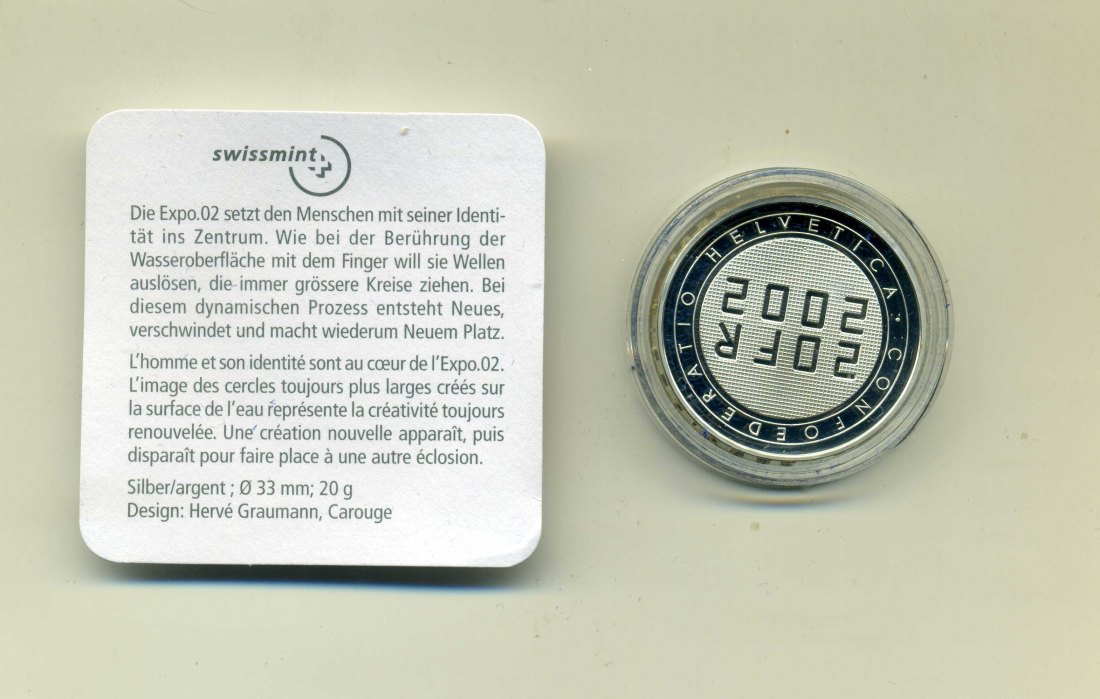 swissmint
Die Expo.02 setzt den Menschen mit seiner Identi-
tät ins Zentrum. Wie bei der Berührung der
Wasseroberfläche mit dem Finger will sie Wellen
auslösen, die immer grössere Kreise ziehen. Bei
diesem dynamischen Prozess entsteht Neues,
verschwindet und macht wiederum Neuem Platz.
L'homme et son identité sont au cœur de l'Expo.02.
L'image des cercles toujours plus larges créés sur
la surface de l'eau représente la créativité toujours
renouvelée. Une création nouvelle apparaît, puis
disparaît pour faire place à une autre éclosion.
Silber/argent ; Ø 33 mm; 20 g
Design: Hervé Graumann, Carouge
CONFOEDERATIO HELVETICA
20FR
2002